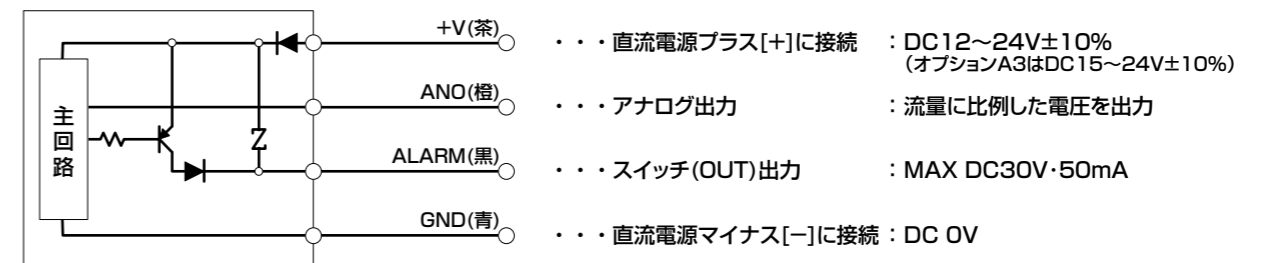 +V(茶) ・・・直流電源プラス[+]に接続 :DC12〜24V±10%
(オプションA3はDC15〜24V±10%)
ANO(橙) ・・・アナログ出力 :流量に比例した電圧を出力
主回路
Z
ALARM(黒) ・・・スイッチ(OUT)出力 :MAX DC30V・50mA
GND(青) ・・・直流電源マイナス[−]に接続:DC 0V